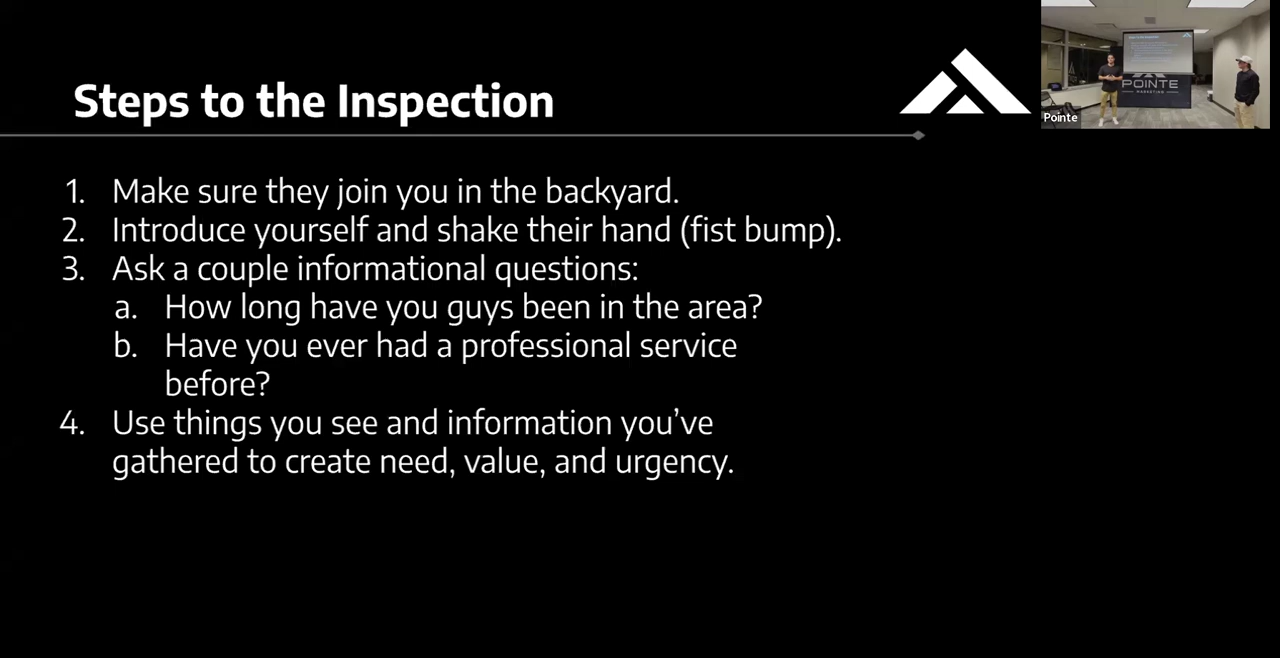 Steps to the Inspection
1. Make sure they join you in the backyard.
2. Introduce yourself and shake their hand (fist bump).
3. Ask a couple informational questions:
a. How long have you guys been in the area?
b. Have you ever had a professional service
before?
4. Use things you see and information you’ve
gathered to create need, value, and urgency.
POINTE
MARKETING
Pointe